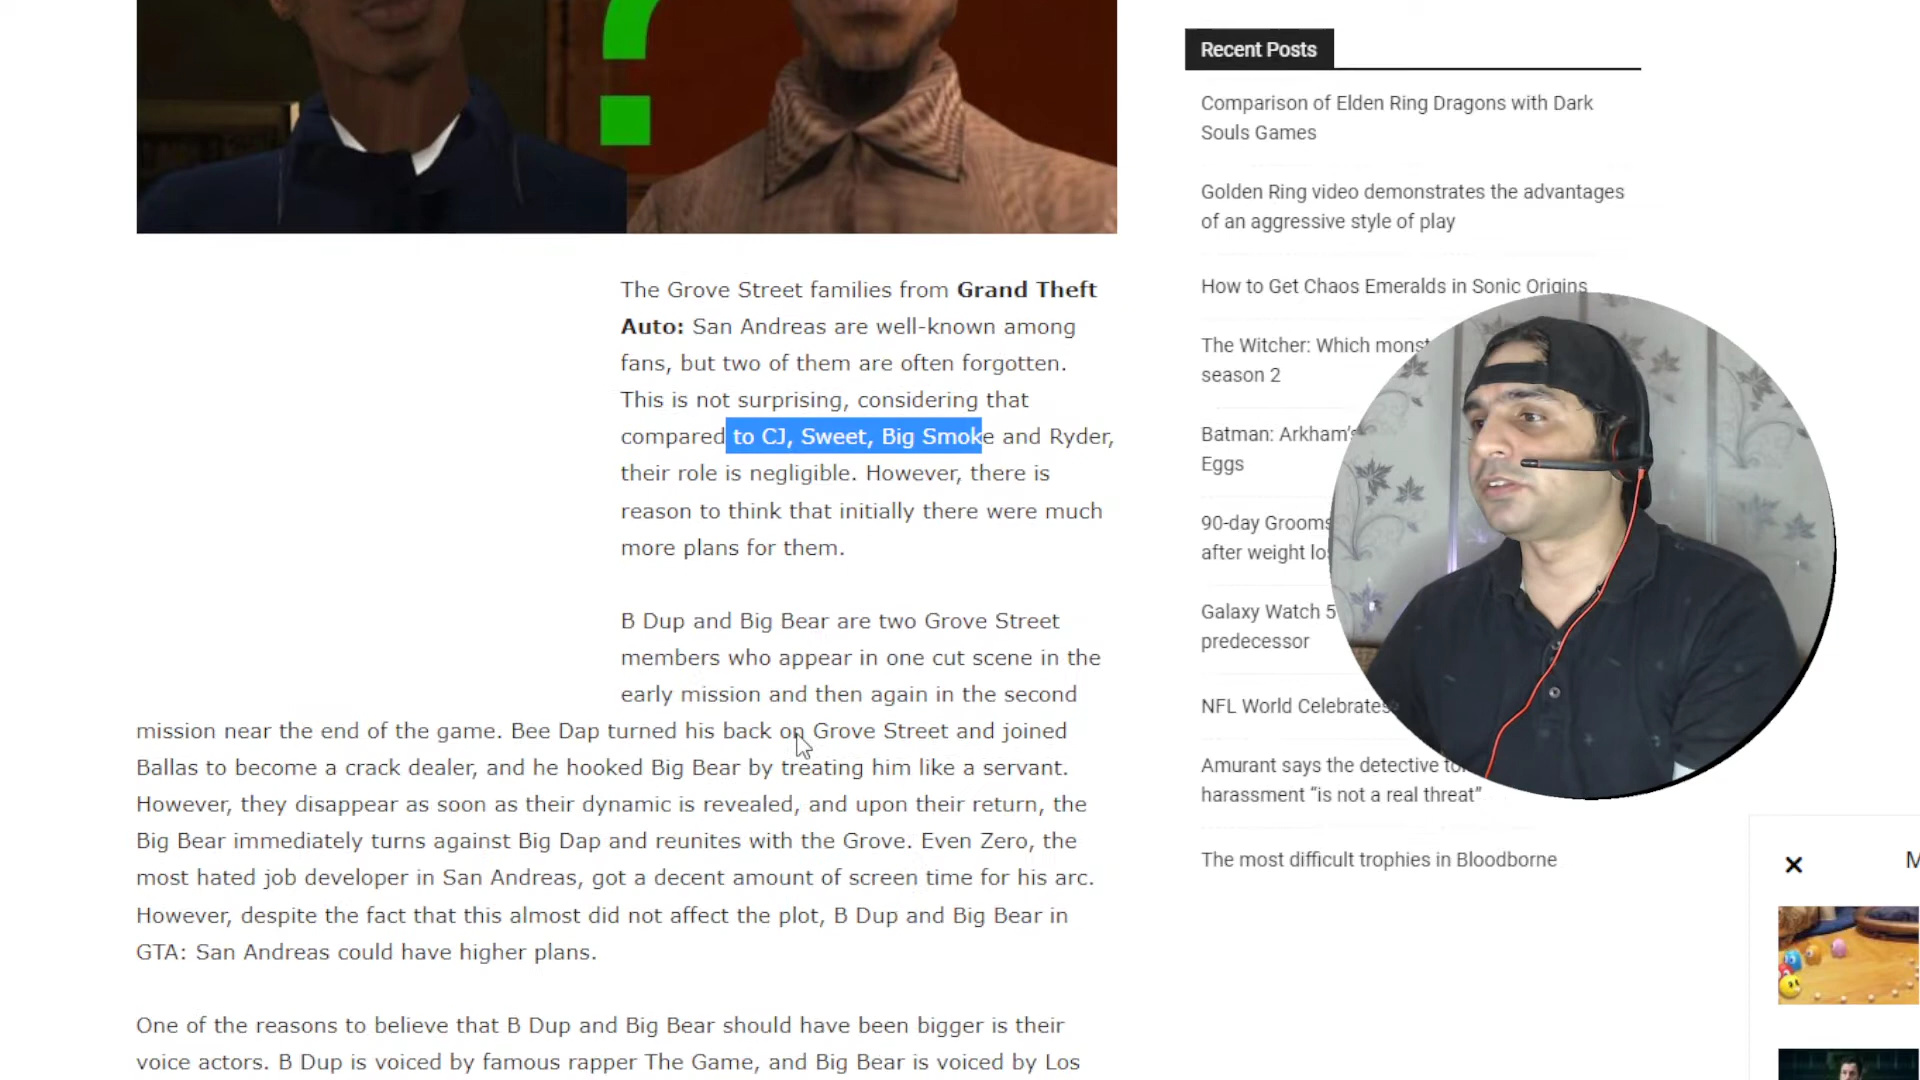 The Grove Street families from Grand Theft
Auto: San Andreas are well-known among
fans, but two of them are often forgotten.
This is not surprising, considering that
compared to CJ, Sweet, Big Smoke and Ryder,
their role is negligible. However, there is
reason to think that initially there were much
more plans for them.
B Dup and Big Bear are two Grove Street
members who appear in one cut scene in the
early mission and then again in the second
mission near the end of the game. Bee Dap turned his back on Grove Street and joined
Ballas to become a crack dealer, and he hooked Big Bear by treating him like a servant.
However, they disappear as soon as their dynamic is revealed, and upon their return, the
Big Bear immediately turns against Big Dap and reunites with the Grove. Even Zero, the
most hated job developer in San Andreas, got a decent amount of screen time for his arc.
However, despite the fact that this almost did not affect the plot, B Dup and Big Bear in
GTA: San Andreas could have higher plans.
One of the reasons to believe that B Dup and Big Bear should have been bigger is their
voice actors. B Dup is voiced by famous rapper The Game, and Big Bear is voiced by Los
Recent Posts
Comparison of Elden Ring Dragons with Dark
Souls Games
Golden Ring video demonstrates the advantages
of an aggressive style of play
How to Get Chaos Emeralds in Sonic Origins
The Witcher: Which monst
season 2
Batman: Arkham's
Eggs
90-day Grooms
after weight lo
Galaxy Watch 5
predecessor
NFL World Celebrates
Amurant says the detective to
harassment "is not a real threat"
The most difficult trophies in Bloodborne
M